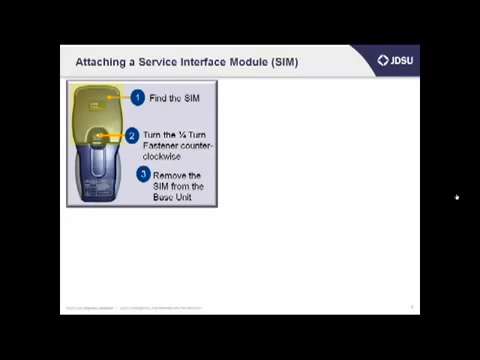 Attaching a Service Interface Module (SIM)
JDSU
1 Find the SIM
2 Turn the ¼ Turn
Fastener counter-
clockwise
3 Remove the
SIM from the
Base Unit